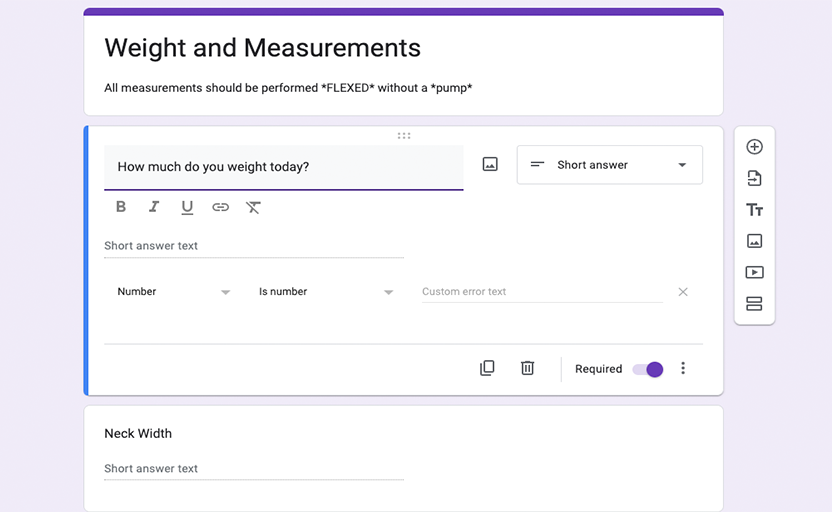 Weight and Measurements
All measurements should be performed *FLEXED* without a *pump*
How much do you weight today?
Short answer
B I U
Short answer text
Number Is number Custom error text
Required
Neck Width
Short answer text
Tт